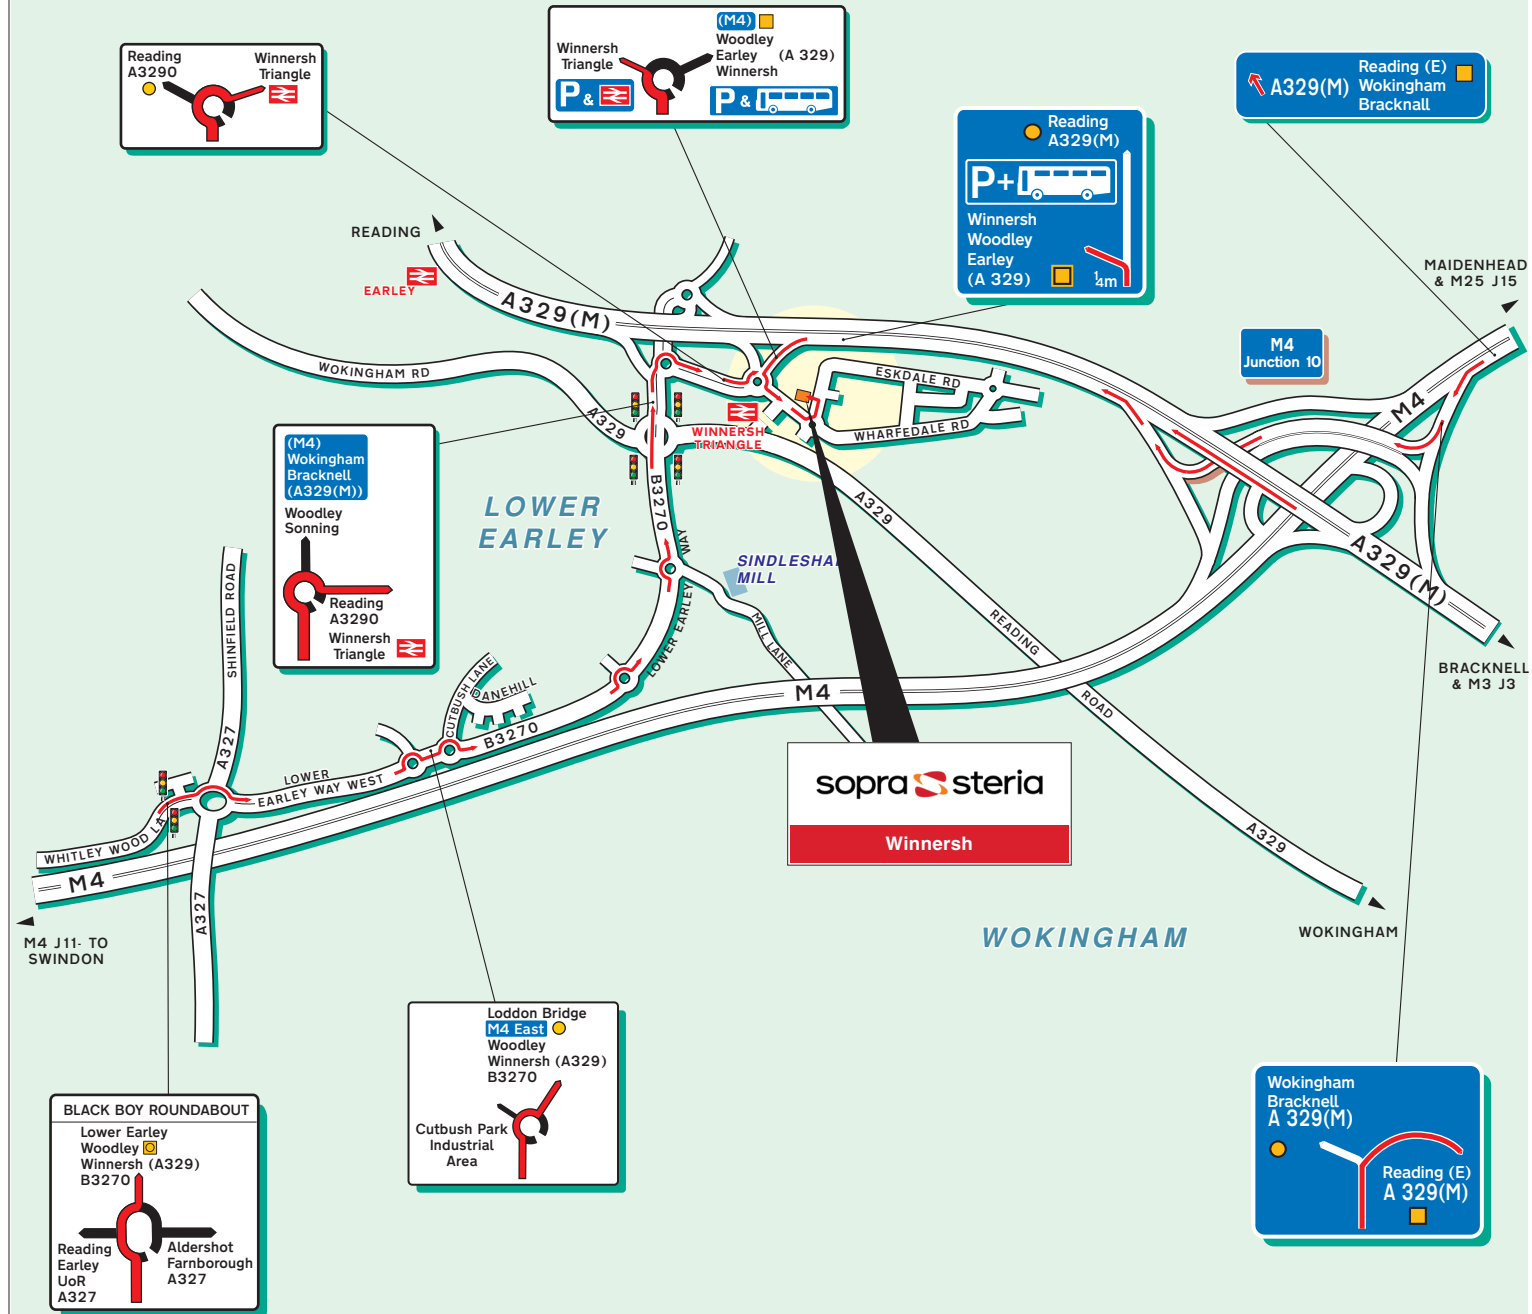 Reading
A3290
Winnersh
Triangle
Winnersh
Triangle
P &
(M4)
Woodley
Earley (A 329)
Winnersh
P &
Reading
A329(M)
P+
Winnersh
Woodley
Earley
(A 329)
1/4m
A329(M)
Reading (E)
Wokingham
Bracknall
READING
EARLEY
A329(M)
MAIDENHEAD
& M25 J15
M4
Junction 10
WOKINGHAM RD
ESKDALE RD
WHARFEDALE RD
M4
A329
WINNERSH
TRIANGLE
(M4)
Wokingham
Bracknell
(A329(M))
Woodley
Sonning
Reading
A3290
Winnersh
Triangle
B3270
LOWER
EARLEY
A329
A329(M)
SINDLESHA
MILL
LOWER EARLEY WAY
MILL LANE
READING
ROAD
BRACKNELL
& M3 J3
SHINFIELD ROAD
A327
CUTBUSH LANE
DANEHILL
B3270
M4
LOWER
EARLEY WAY WEST
WHITLEY WOOD LA
M4
A327
sopra steria
Winnersh
A329
M4 J11- TO
SWINDON
WOKINGHAM
WOKINGHAM
Loddon Bridge
M4 East
Woodley
Winnersh (A329)
B3270
Cutbush Park
Industrial
Area
BLACK BOY ROUNDABOUT
Lower Earley
Woodley
Winnersh (A329)
B3270
Reading
Earley
UoR
A327
Aldershot
Farnborough
A327
Wokingham
Bracknell
A 329(M)
Reading (E)
A 329(M)